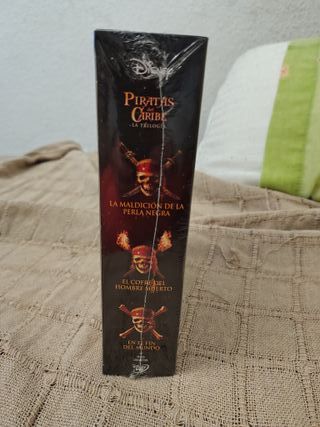 Disney
PIRATAS
DEL
CARIBE
LA TRILOGÍA
LA MALDICIÓN DE LA
PERLA NEGRA
EL COFRE DEL
HOMBRE MUERTO
EN EL FIN
DEL MUNDO